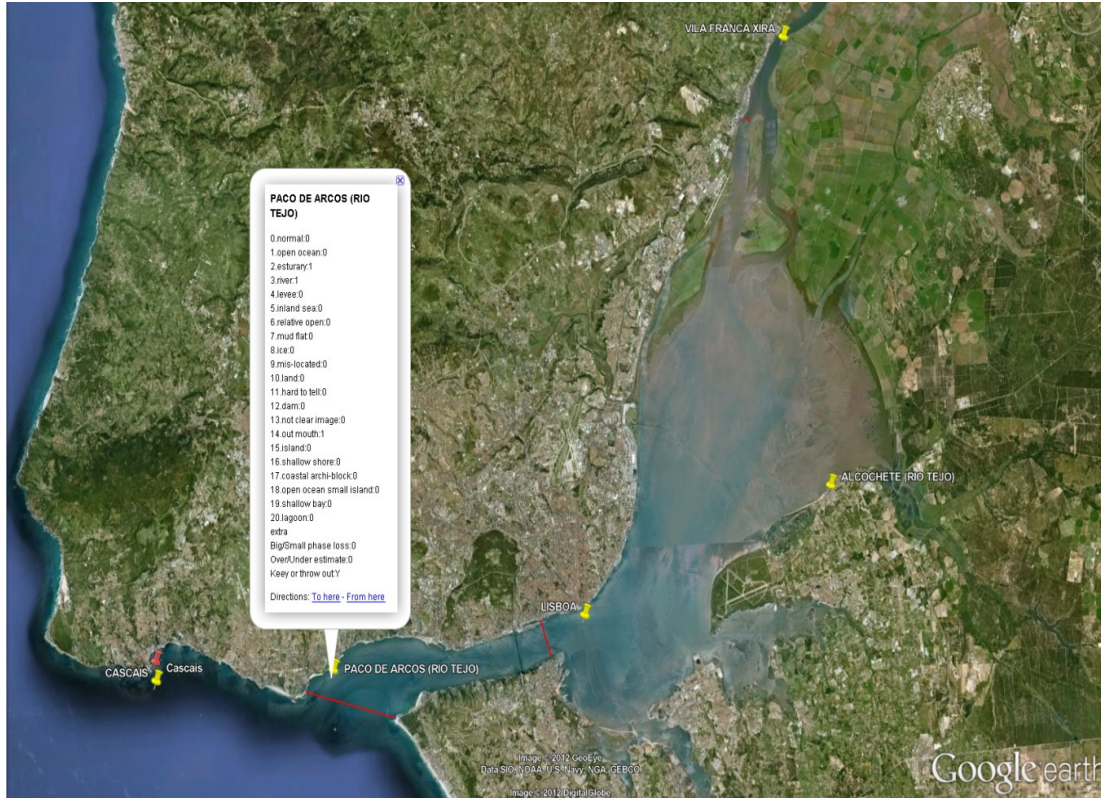 VILA FRANCA XIRA
PACO DE ARCOS (RIO
TEJO)
0.normal:0
1.open ocean:0
2.esturary:1
3.river:1
4.levee:0
5.inland sea:0
6.relative open:0
7.mud flat:0
8.ice:0
9.mis-located:0
10.land:0
11.hard to tell:0
12.dam:0
13.not clear image:0
14.out mouth:1
15.island:0
16.shallow shore:0
17.coastal archi-block:0
18.open ocean small island:0
19.shallow bay:0
20.lagoon:0
extra
Big/Small phase loss:0
Over/Under estimate:0
Keey or throw out:Y
Directions: To here - From here
ALCOCHETE (RIO TEJO)
LISBOA
CASCAIS
Cascais
PACO DE ARCOS (RIO TEJO)
Image © 2012 GeoEye
Data SIO, NOAA, U.S. Navy, NGA, GEBCO
Image © 2012 DigitalGlobe
Google earth